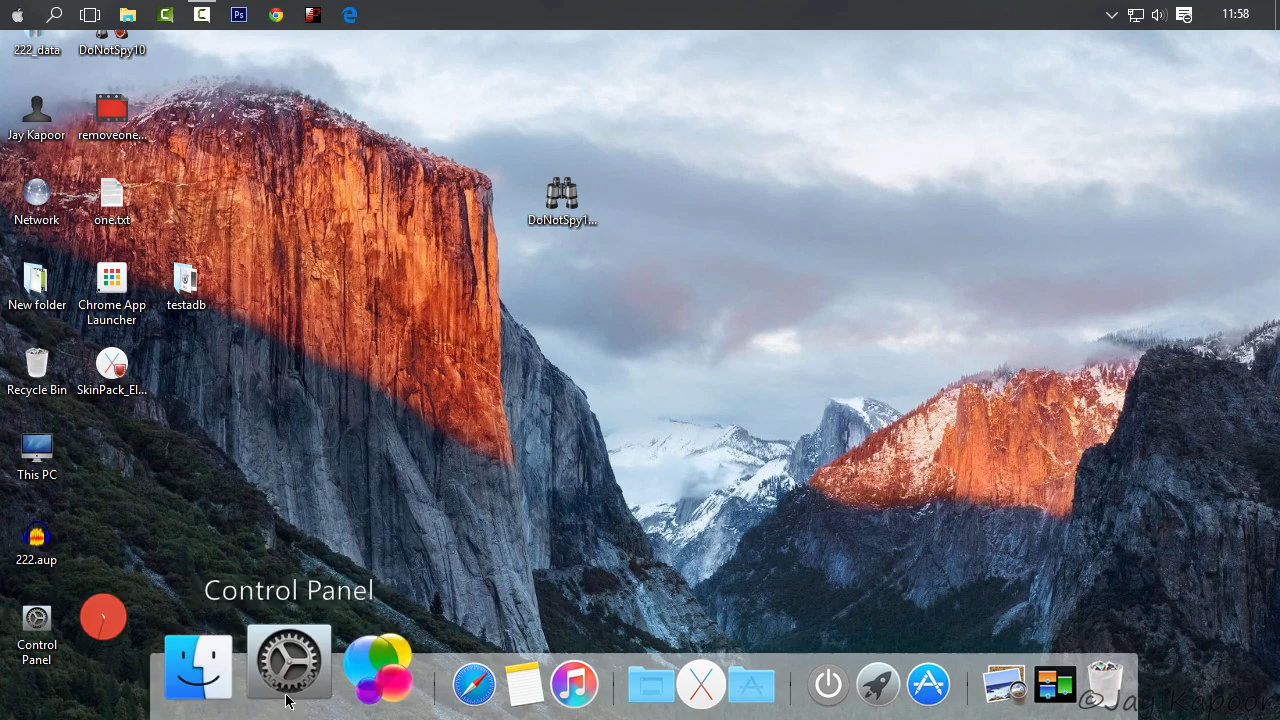 Ps
11:58
222_data
DoNotSpy10
Jay Kapoor
removeone...
Network
one.txt
DoNotSpy1...
New folder
Chrome App
Launcher
testadb
Recycle Bin
SkinPack_El...
This PC
222.aup
Control Panel
Control
Panel
©Jay Kapoor